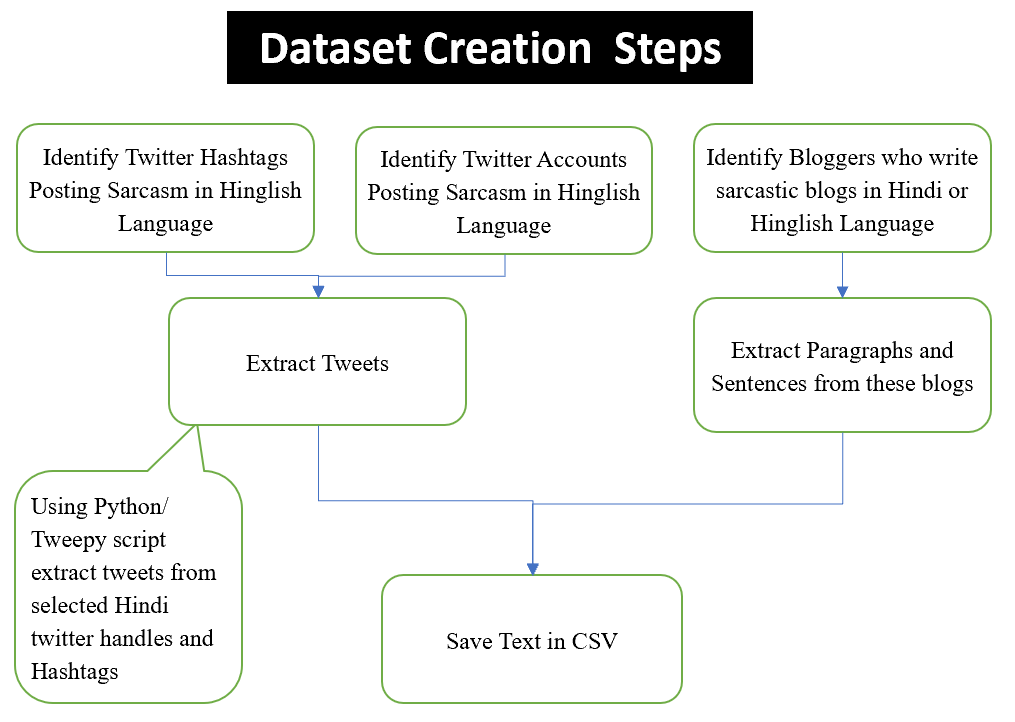 Dataset Creation  Steps
Identify Twitter Hashtags
Posting Sarcasm in Hinglish
Language
Identify Twitter Accounts
Posting Sarcasm in Hinglish
Language
Identify Bloggers who write
sarcastic blogs in Hindi or
Hinglish Language
Extract Tweets
Extract Paragraphs and
Sentences from these blogs
Using Python/
Tweepy script
extract tweets from
selected Hindi
twitter handles and
Hashtags
Save Text in CSV